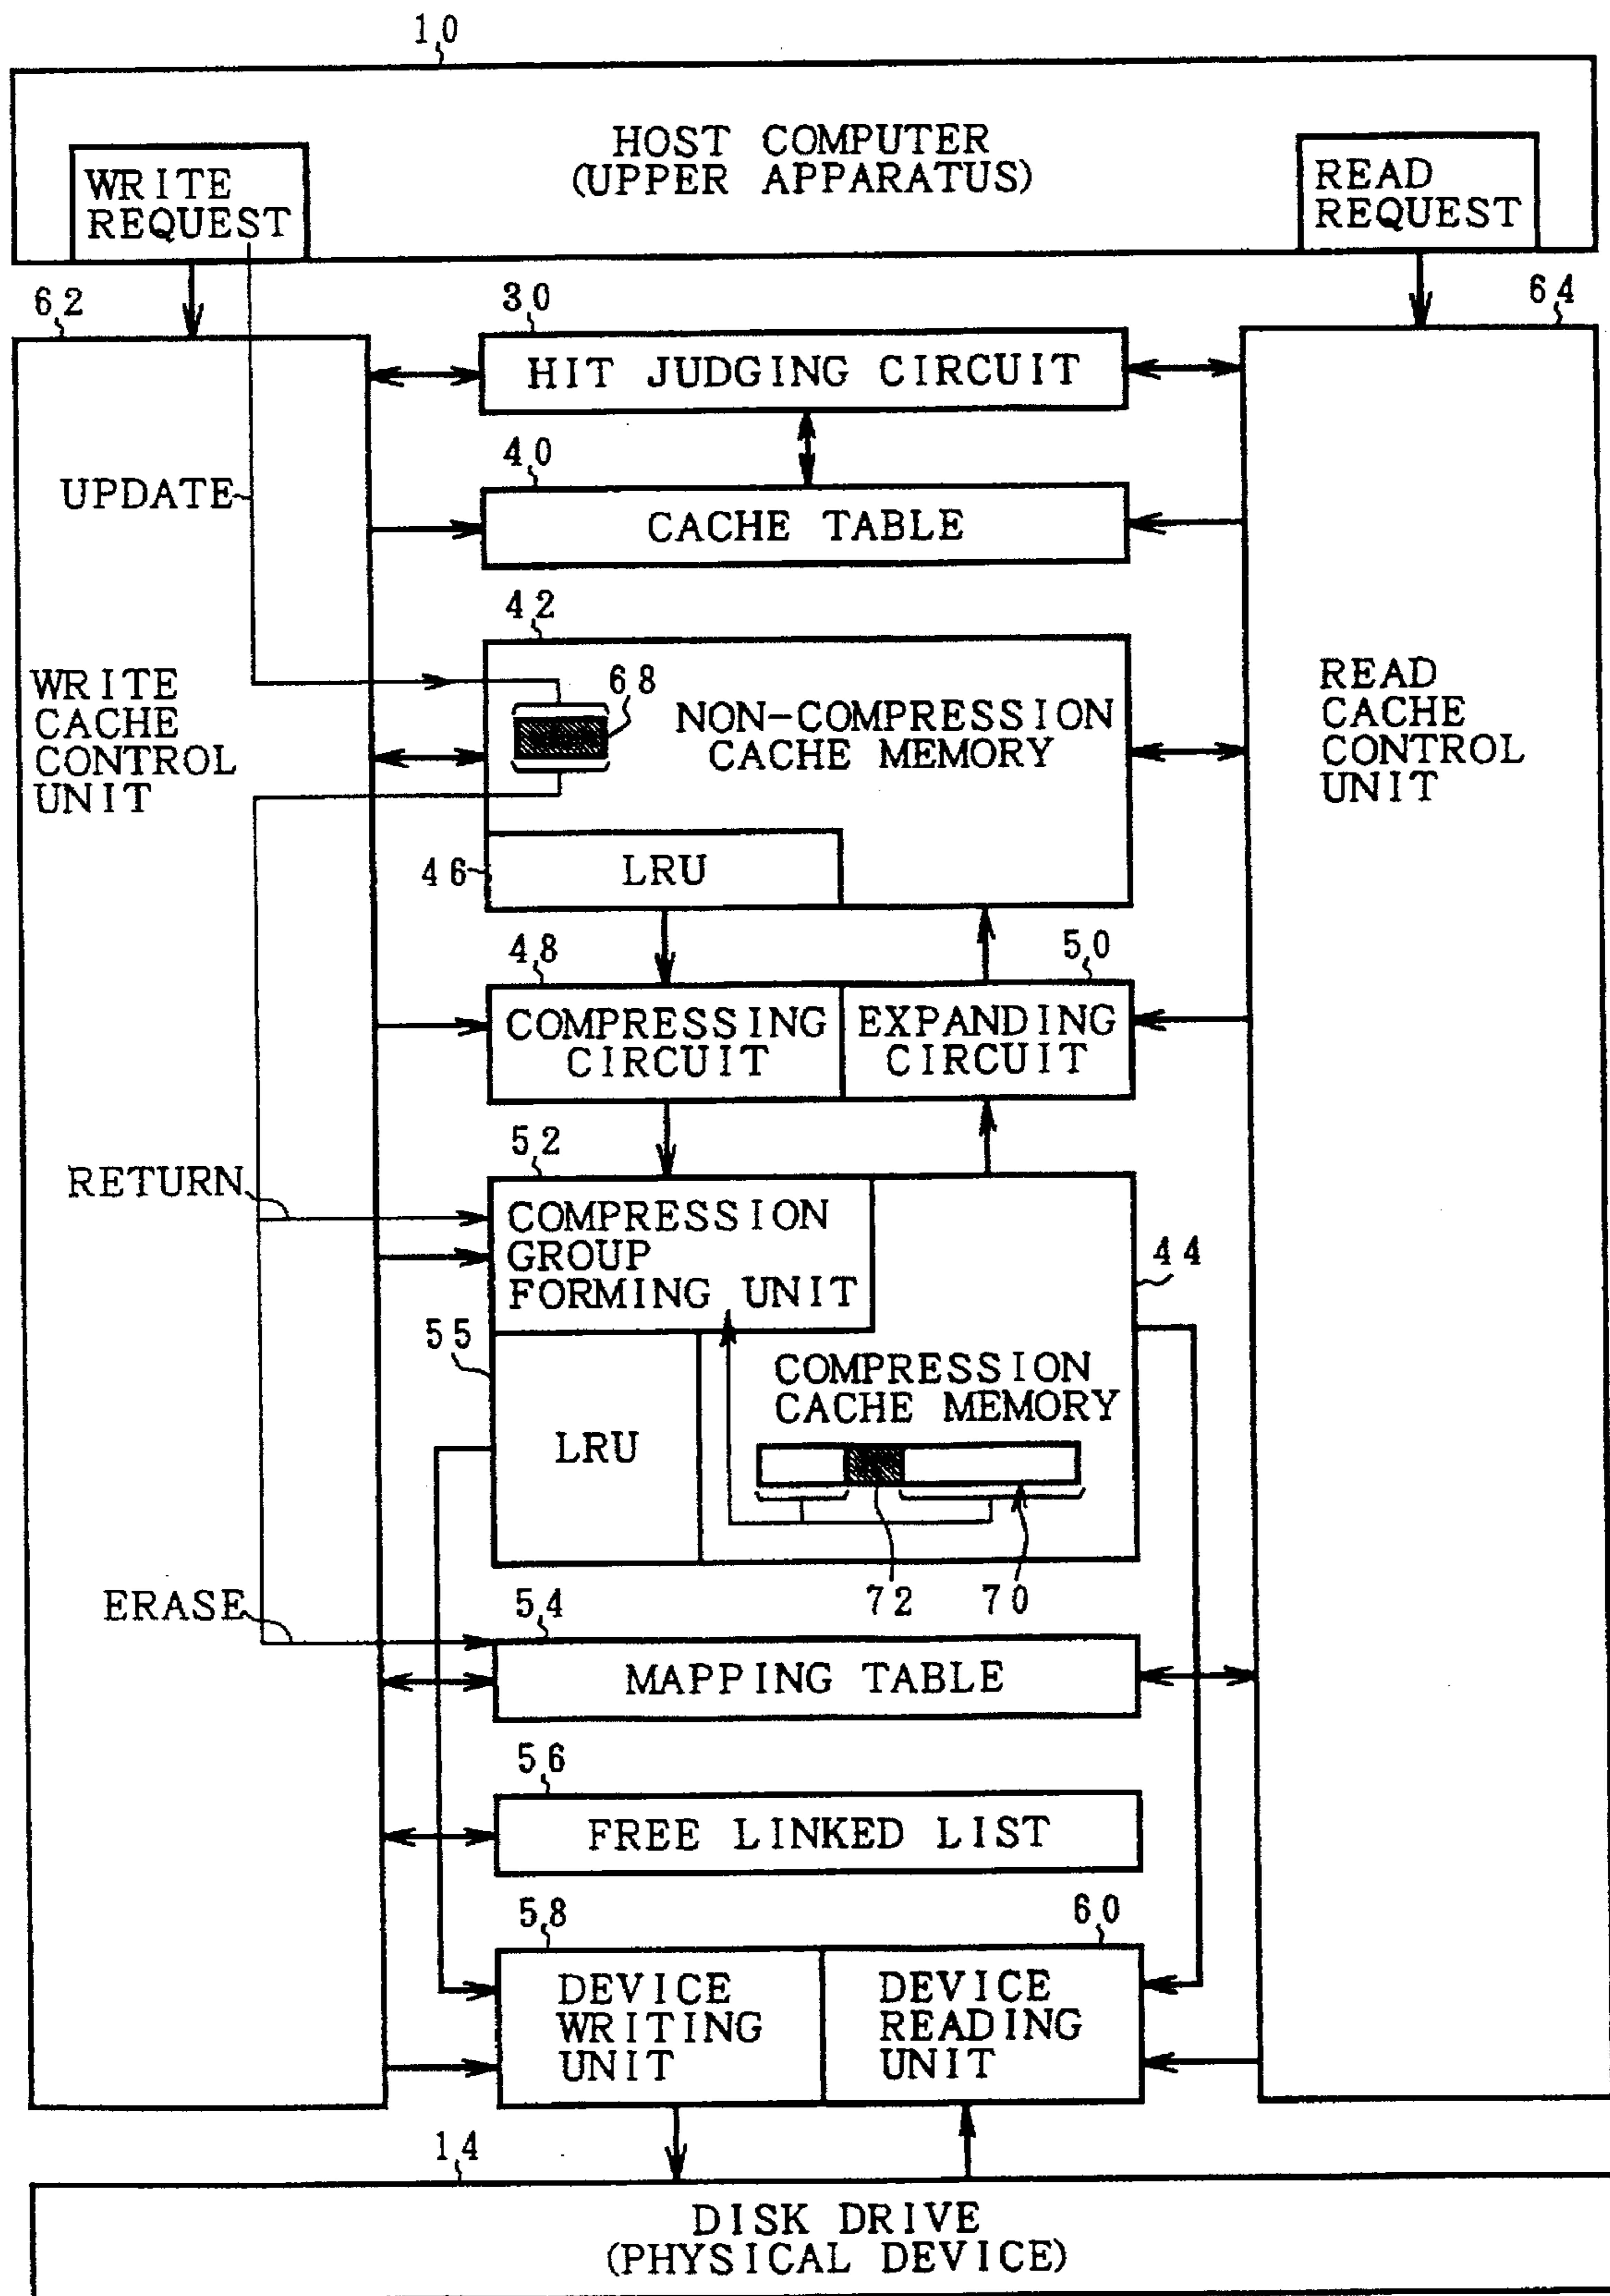 10
HOST COMPUTER
(UPPER APPARATUS)
WRITE
REQUEST
READ
REQUEST
62
30
64
HIT JUDGING CIRCUIT
40
UPDATE
CACHE TABLE
42
68
WRITE
CACHE
CONTROL
UNIT
NON-COMPRESSION
CACHE MEMORY
READ
CACHE
CONTROL
UNIT
46
LRU
48
50
COMPRESSING
CIRCUIT
EXPANDING
CIRCUIT
52
RETURN
COMPRESSION
GROUP
FORMING UNIT
44
55
COMPRESSION
CACHE MEMORY
LRU
72
70
ERASE
54
MAPPING TABLE
56
FREE LINKED LIST
58
60
DEVICE
WRITING
UNIT
DEVICE
READING
UNIT
14
DISK DRIVE
(PHYSICAL DEVICE)